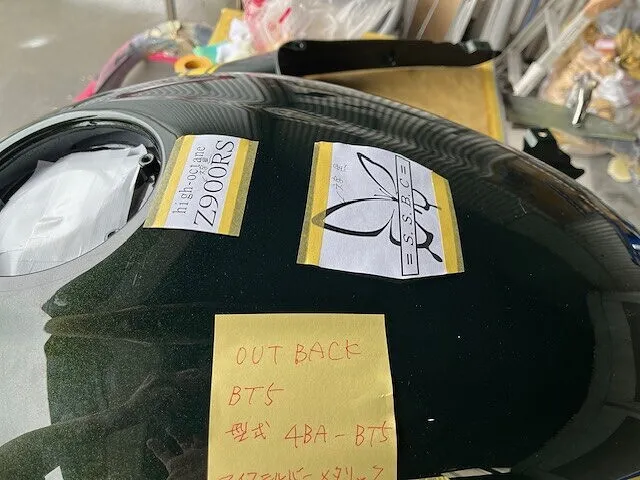 high-octane
Z900RS
= S.S.B.C =
OUT BACK
BT5
型式 4BA-BT5